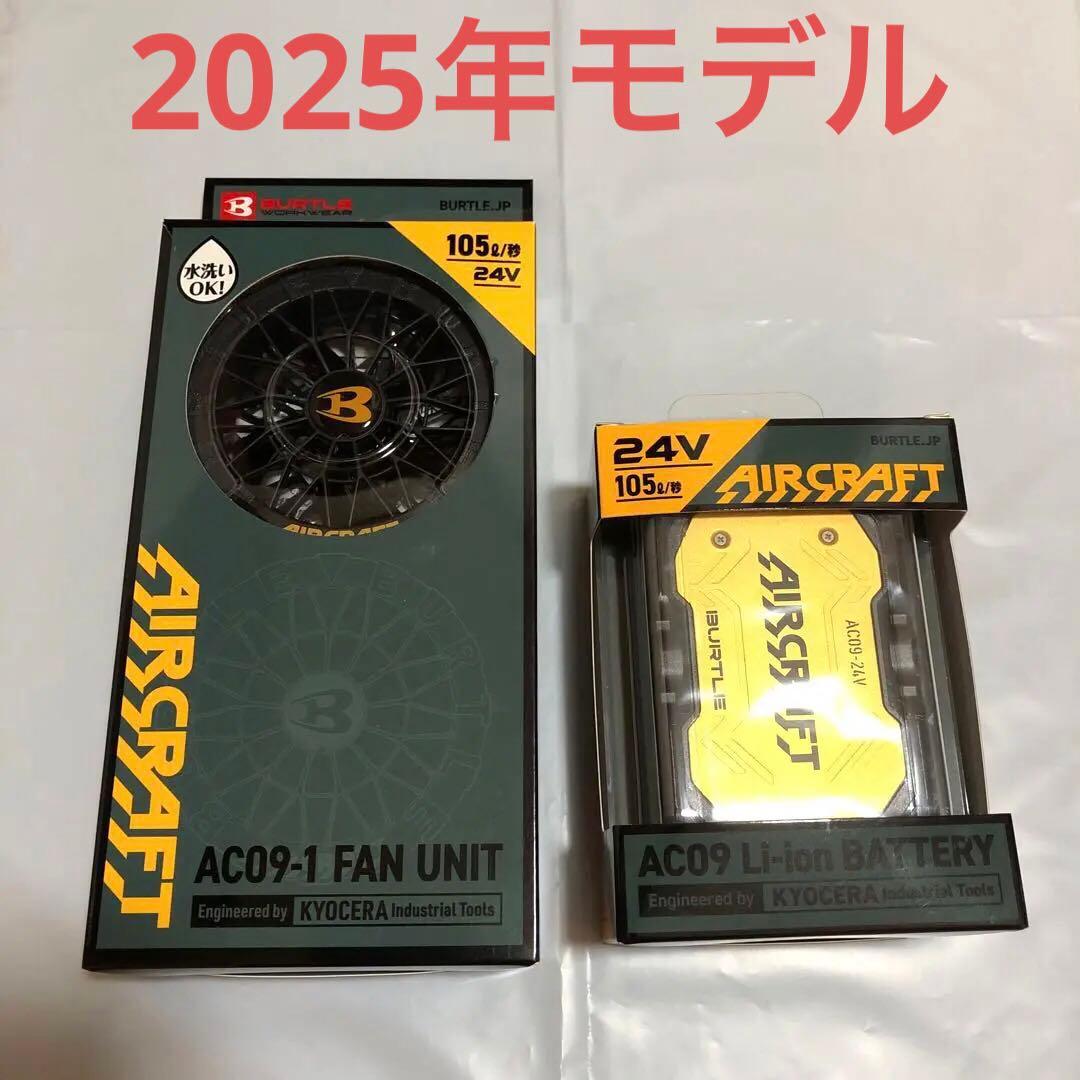 2025年モデル
BURTLE
WORKWEAR
BURTLE.JP
水洗い
OK!
105ℓ/秒
24V
B
AIRCRAFT
AIRCRAFT
AC09-1 FAN UNIT
Engineered by KYOCERA Industrial Tools
24V
105ℓ/秒
BURTLE.JP
AIRCRAFT
AC09-24V
AIRCRAFT
BURTLE
AC09 Li-ion BATTERY
Engineered by KYOCERA Industrial Tools